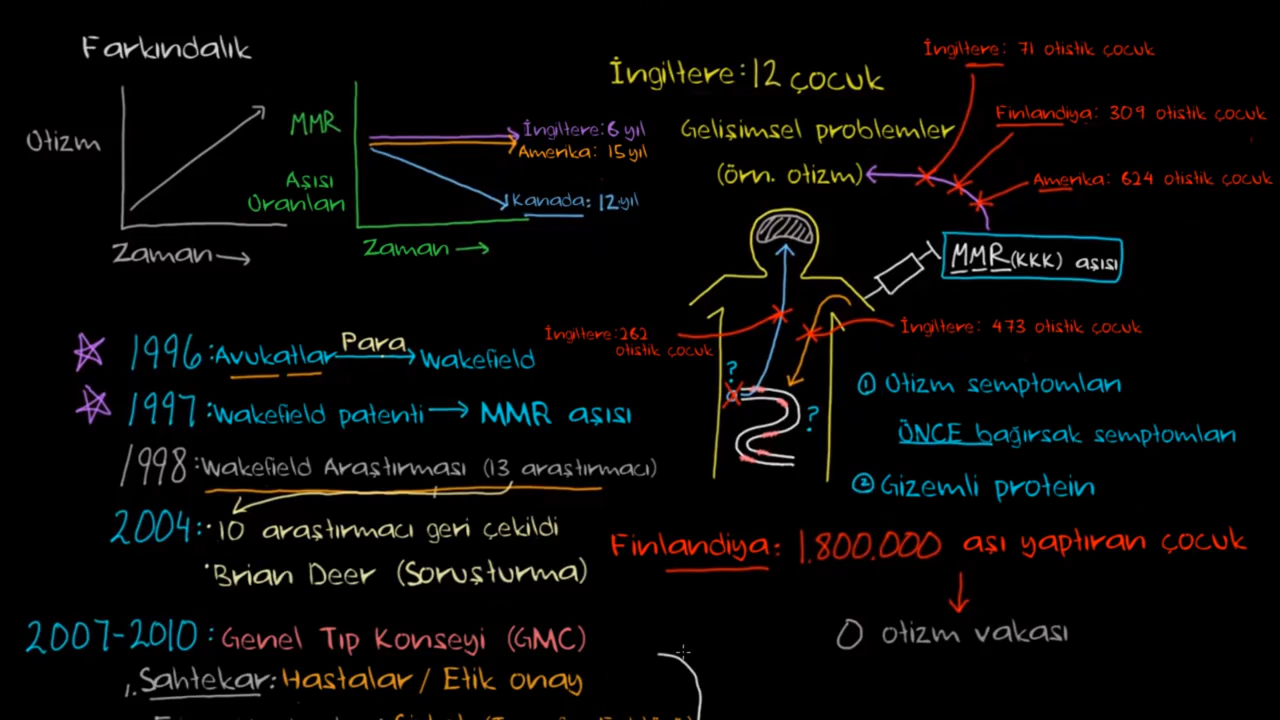 Farkındalık
Otizm
Zaman
MMR
Aşısı
Oranları
Zaman
İngiltere: 6 yıl
Amerika: 15 yıl
Kanada: 12 yıl
İngiltere: 12 çocuk
Gelişimsel problemler
(örn. otizm)
İngiltere: 71 otistik çocuk
Finlandiya: 309 otistik çocuk
Amerika: 624 otistik çocuk
MMR (KKK) aşısı
İngiltere: 262
otistik çocuk
İngiltere: 473 otistik çocuk
?
?
① Otizm semptomları
ÖNCE bağırsak semptomları
② Gizemli protein
1996: Avukatlar Para Wakefield
1997: Wakefield patenti → MMR aşısı
1998: Wakefield Araştırması (13 araştırmacı)
2004: • 10 araştırmacı geri çekildi
• Brian Deer (Soruşturma)
2007-2010: Genel Tıp Konseyi (GMC)
1. Sahtekar: Hastalar / Etik onay
Finlandiya: 1.800.000 aşı yaptıran çocuk
0 otizm vakası